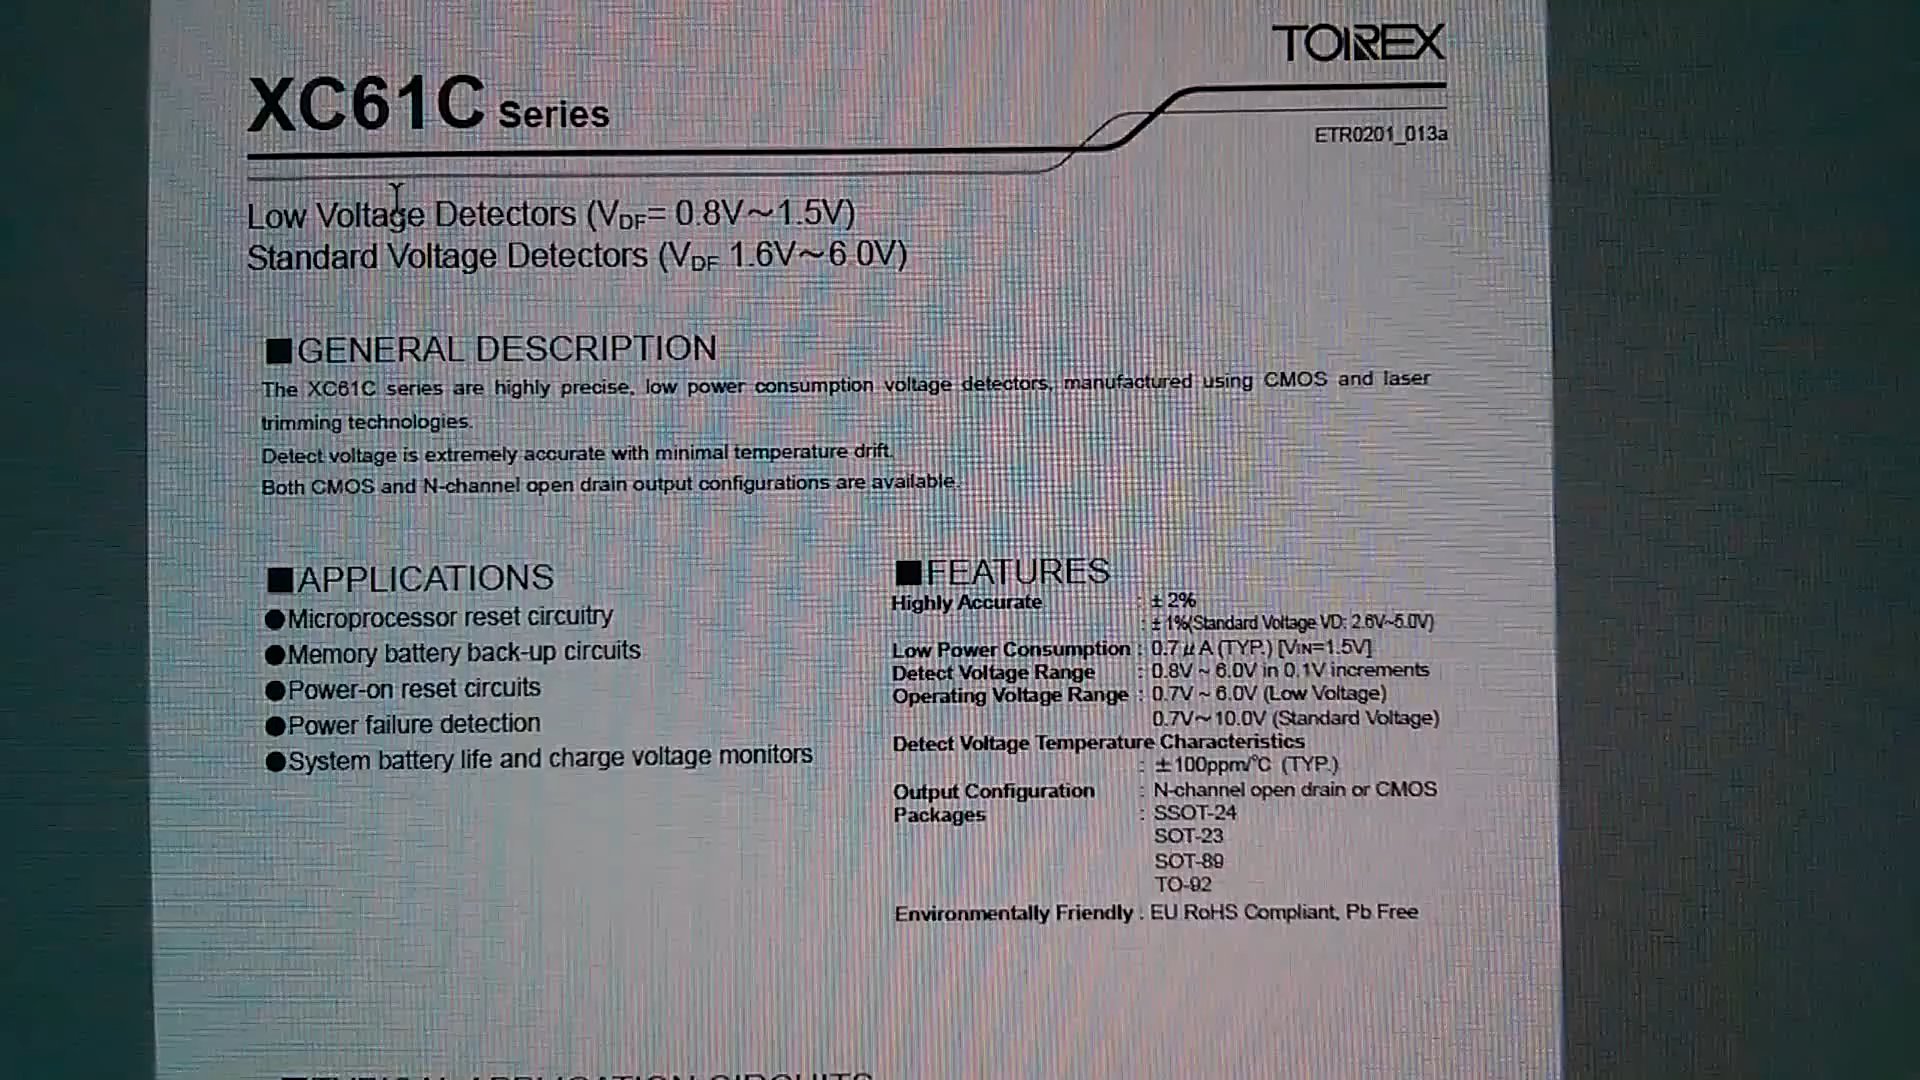 TOIREX
XC61C Series
ETR0201_013a
Low Voltage Detectors (VDF= 0.8V～1.5V)
Standard Voltage Detectors (VDF 1.6V～6.0V)
■GENERAL DESCRIPTION
The XC61C series are highly precise, low power consumption voltage detectors, manufactured using CMOS and laser
trimming technologies.
Detect voltage is extremely accurate with minimal temperature drift.
Both CMOS and N-channel open drain output configurations are available.
■APPLICATIONS
●Microprocessor reset circuitry
●Memory battery back-up circuits
●Power-on reset circuits
●Power failure detection
●System battery life and charge voltage monitors
■FEATURES
Highly Accurate : ± 2%
: ± 1%(Standard Voltage VD: 2.6V~5.0V)
Low Power Consumption : 0.7μA (TYP.) [VIN=1.5V]
Detect Voltage Range : 0.8V ~ 6.0V in 0.1V increments
Operating Voltage Range : 0.7V ~ 6.0V (Low Voltage)
0.7V～10.0V (Standard Voltage)
Detect Voltage Temperature Characteristics
: ±100ppm/℃ (TYP.)
Output Configuration : N-channel open drain or CMOS
Packages : SSOT-24
SOT-23
SOT-89
TO-92
Environmentally Friendly : EU RoHS Compliant, Pb Free